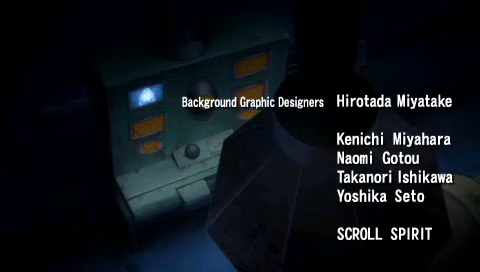 Background Graphic Designers Hirotada Miyatake
Kenichi Miyahara
Naomi Gotou
Takanori Ishikawa
Yoshika Seto
SCROLL SPIRIT